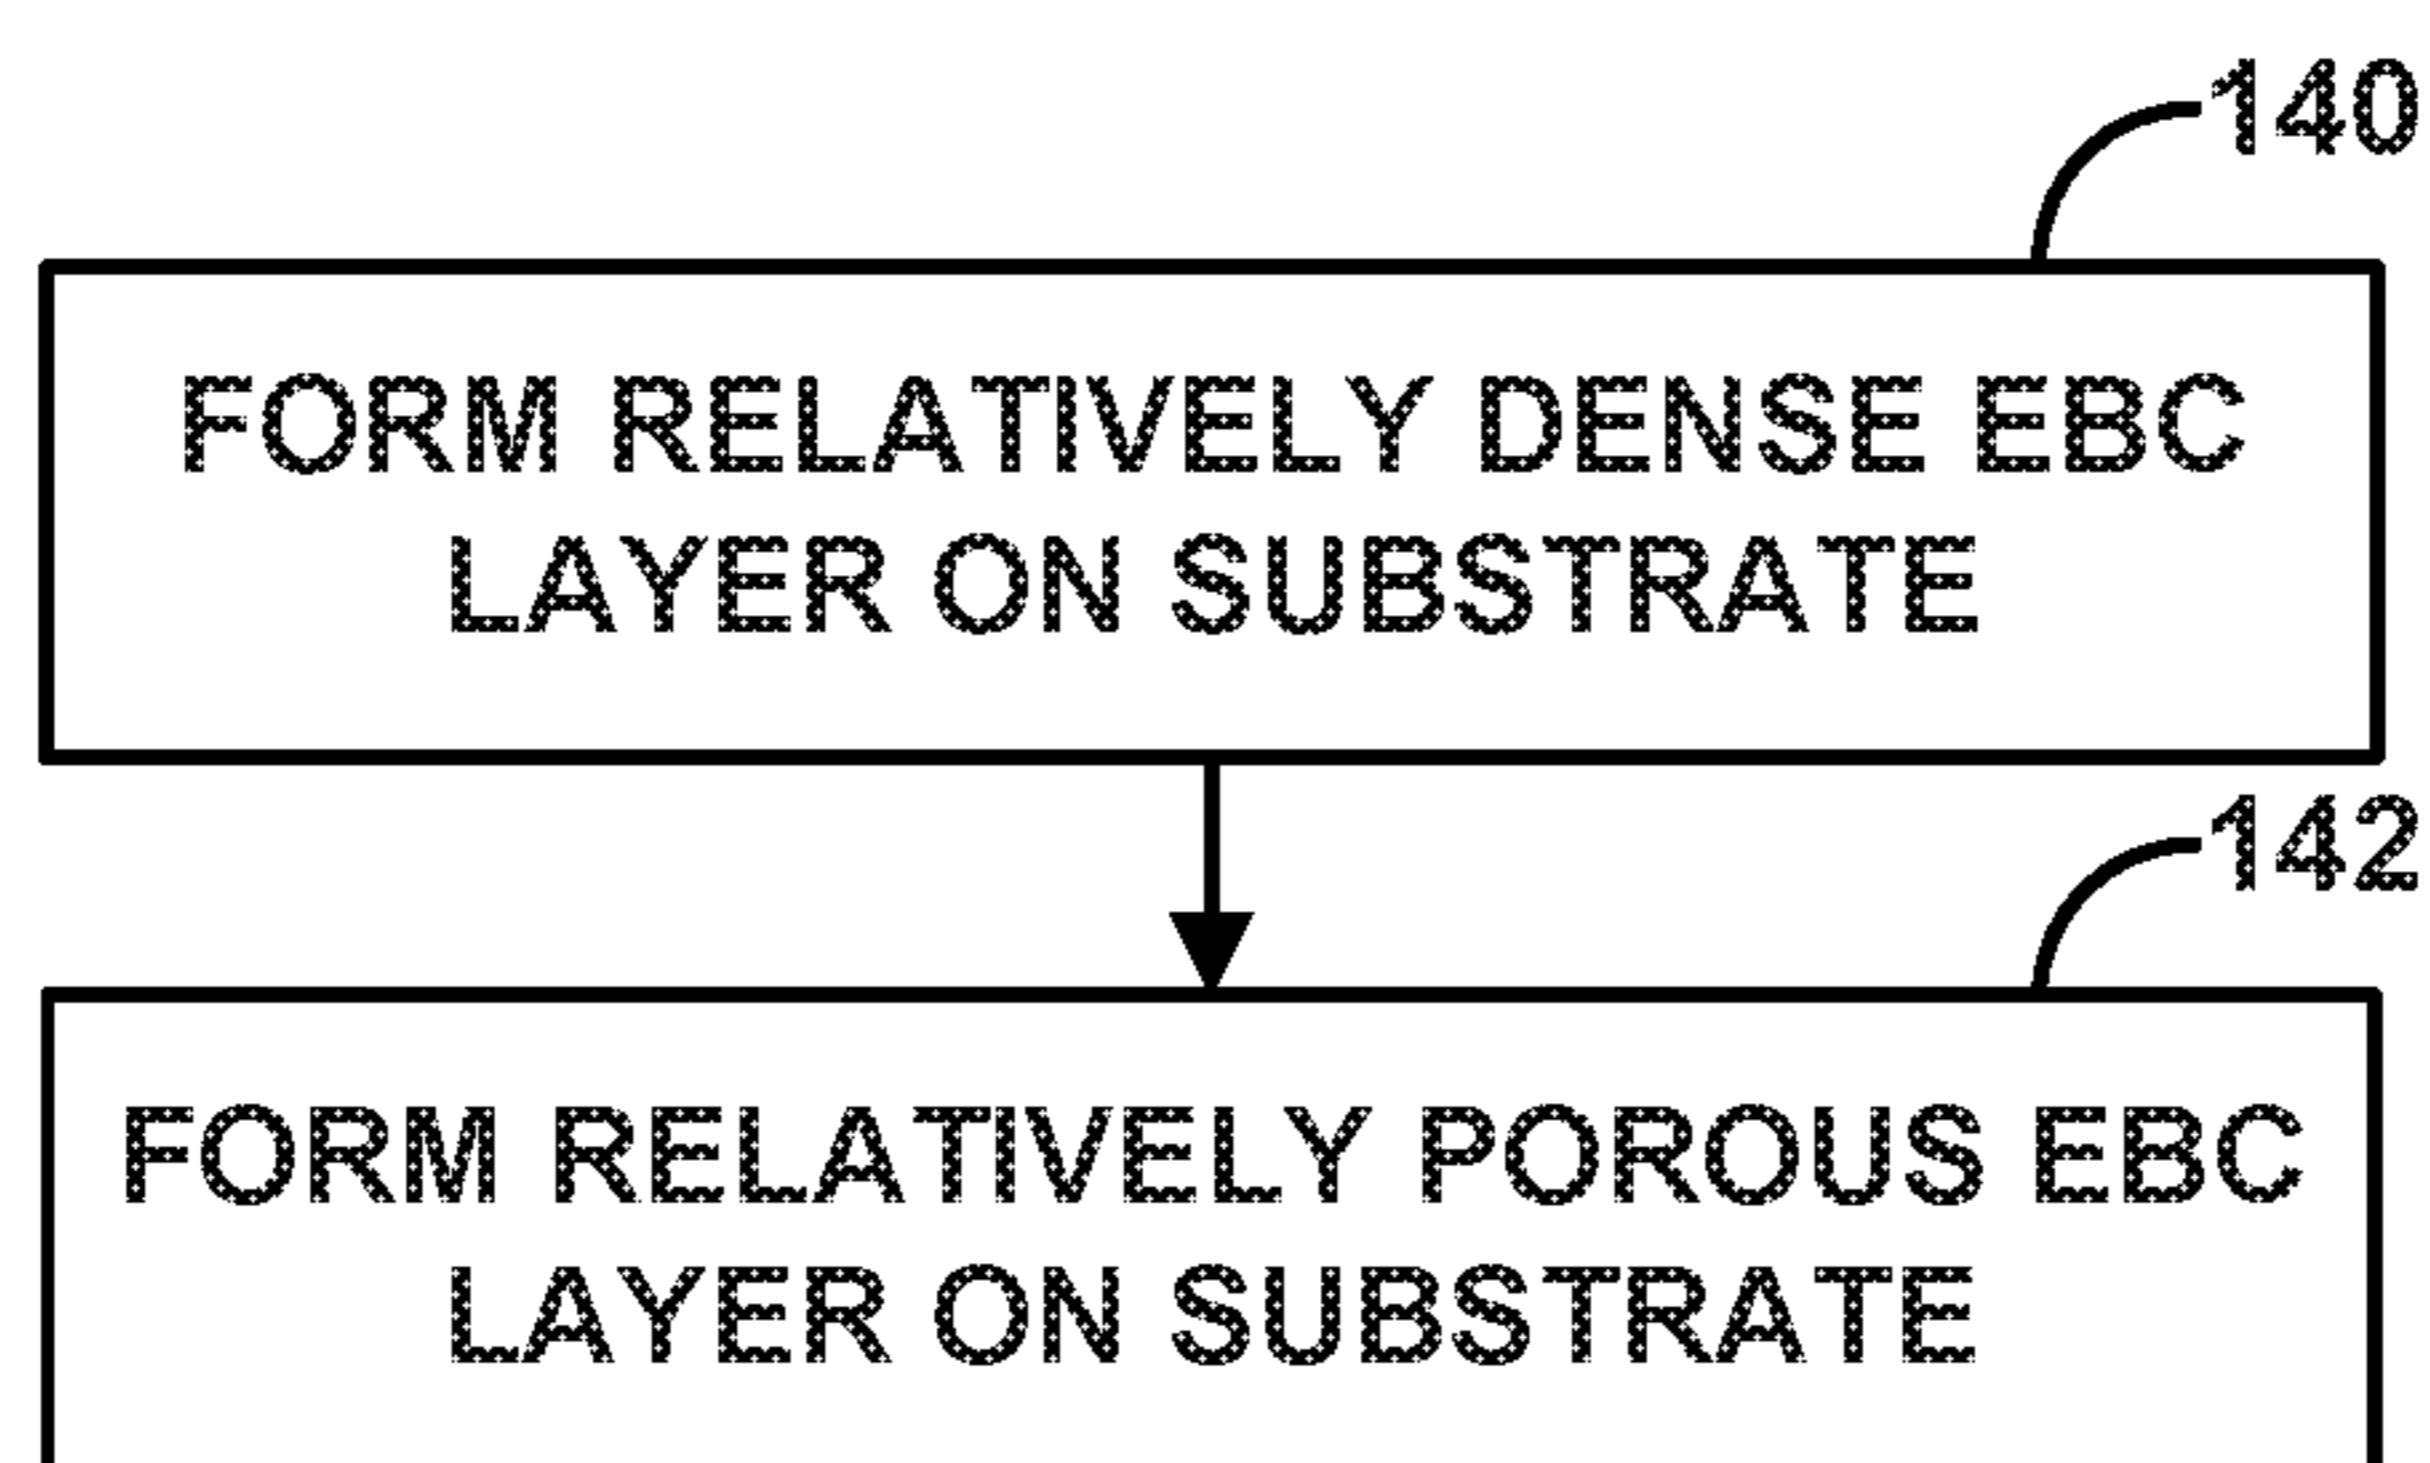 140
FORM RELATIVELY DENSE EBC
LAYER ON SUBSTRATE
142
FORM RELATIVELY POROUS EBC
LAYER ON SUBSTRATE